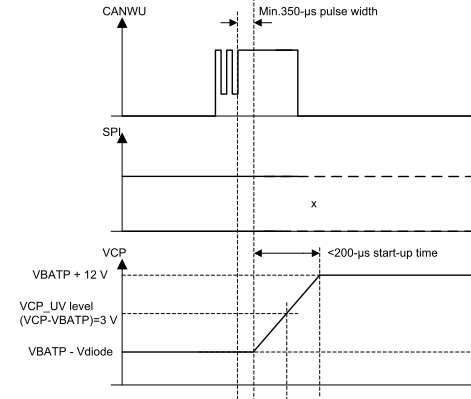 CANWU
Min.350-µs pulse width
SPI
x
VCP
<200-µs start-up time
VBATP + 12 V
VCP_UV level
(VCP-VBATP)=3 V
VBATP - Vdiode